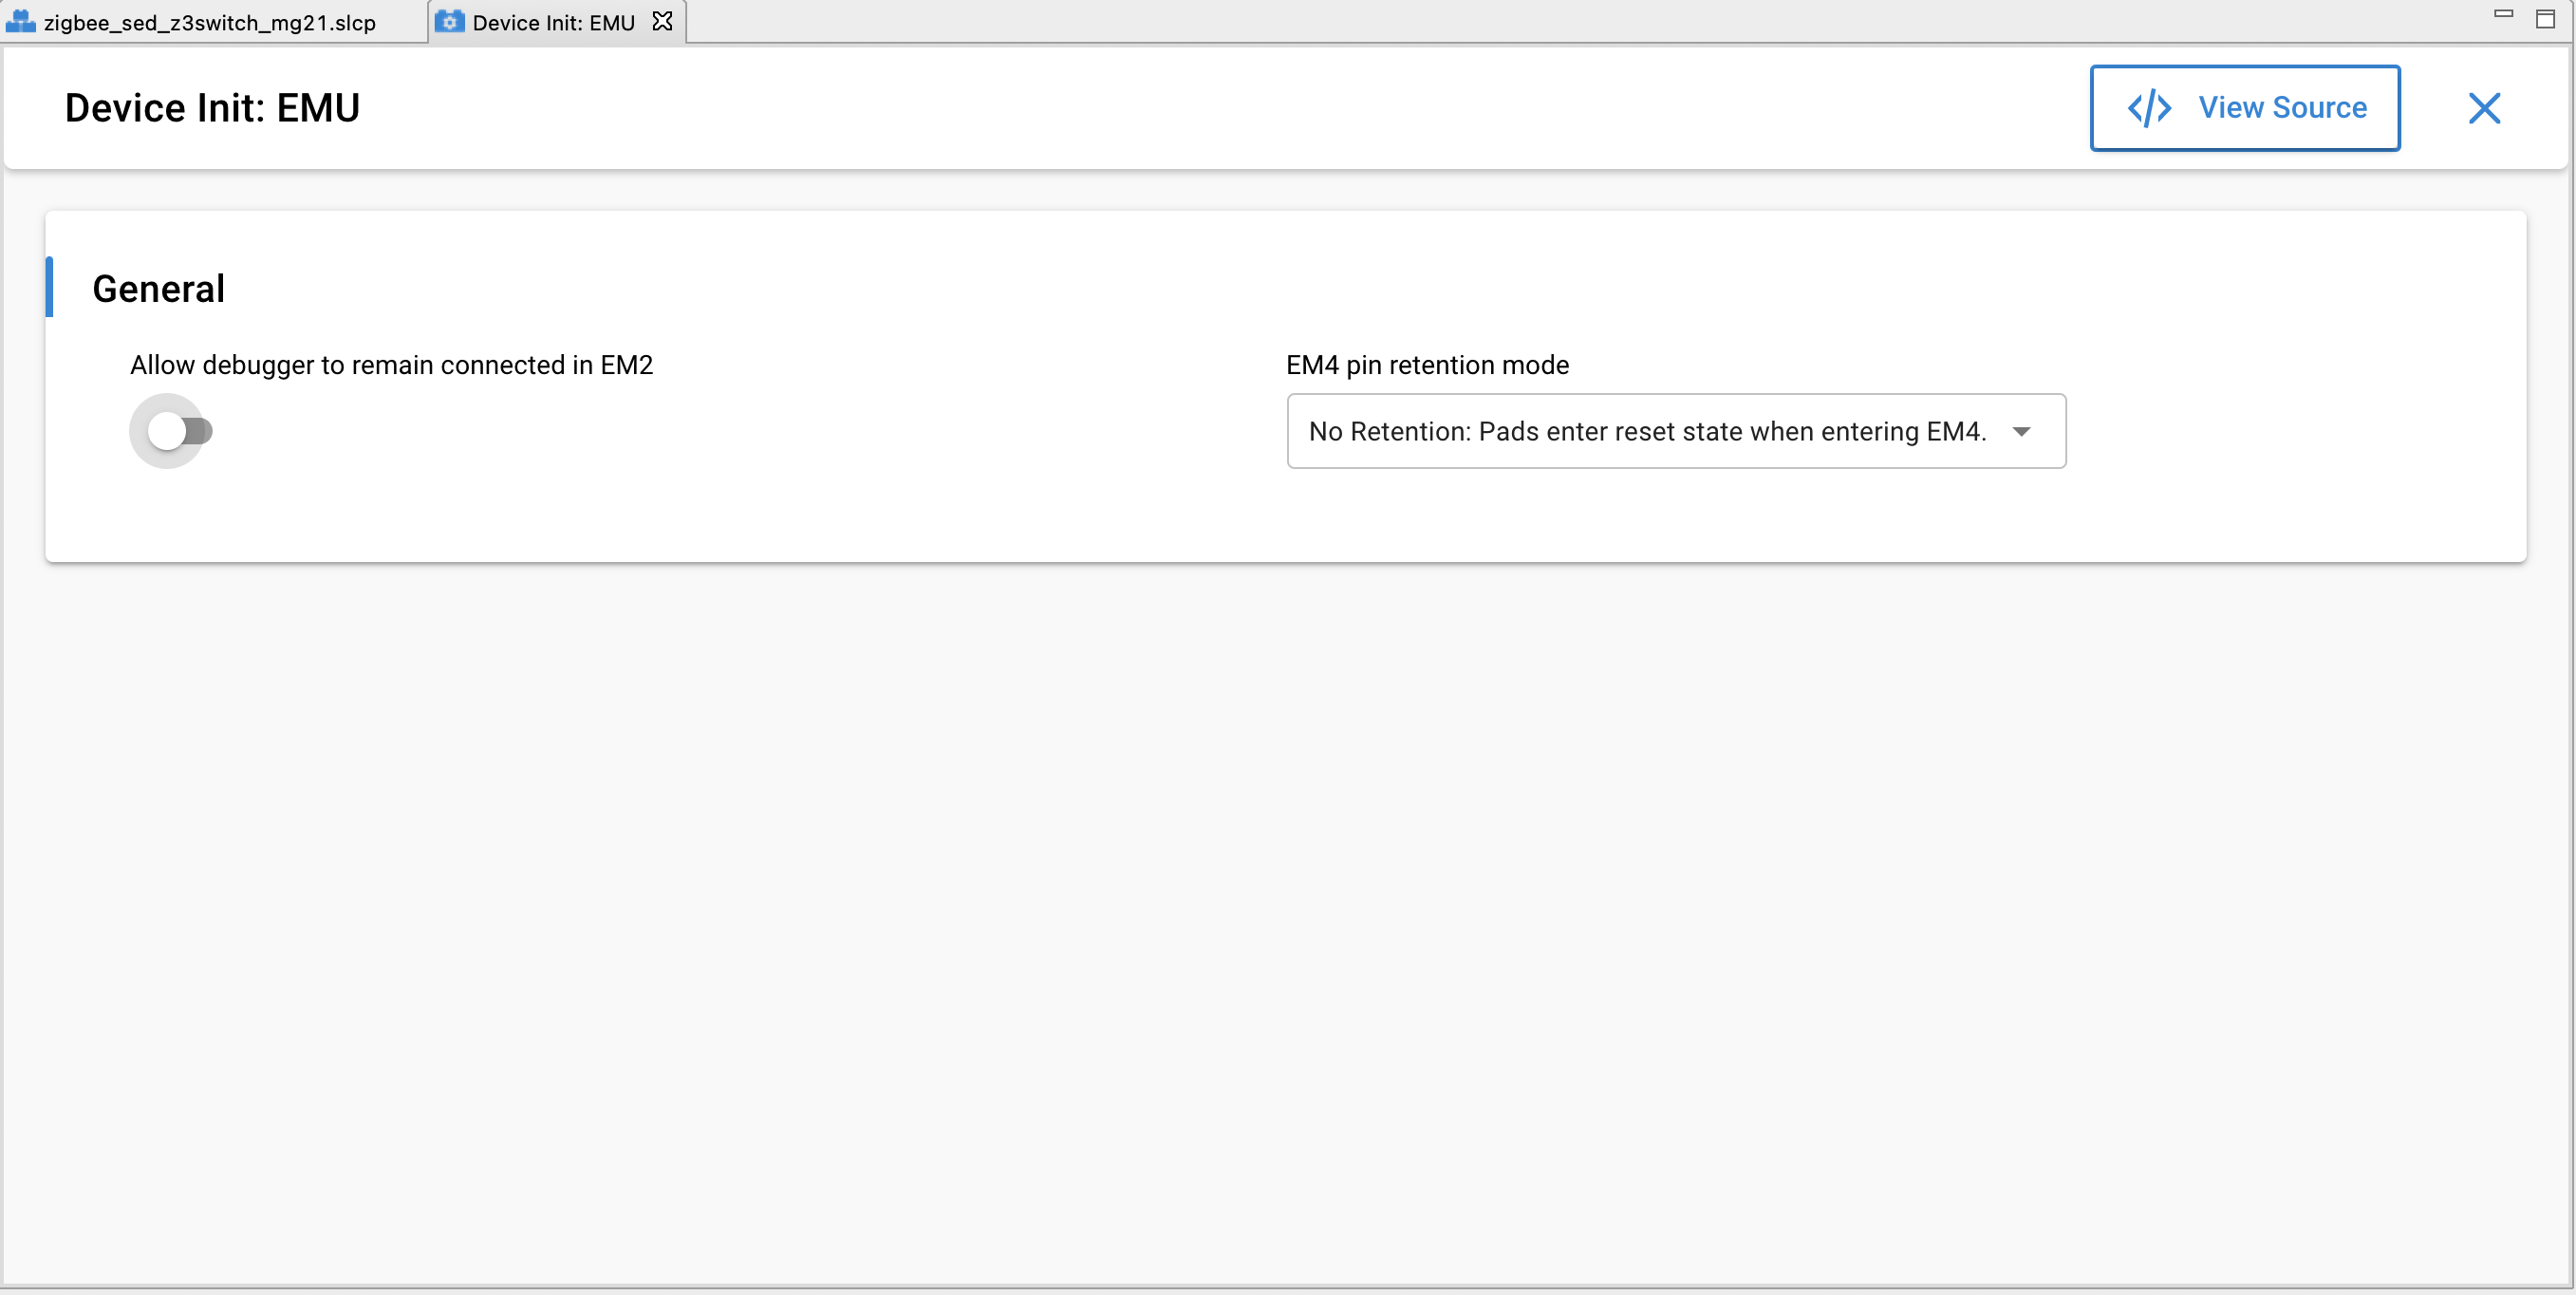 zigbee_sed_z3switch_mg21.slcp
Device Init: EMU
Device Init: EMU
View Source
General
Allow debugger to remain connected in EM2
EM4 pin retention mode
No Retention: Pads enter reset state when entering EM4.